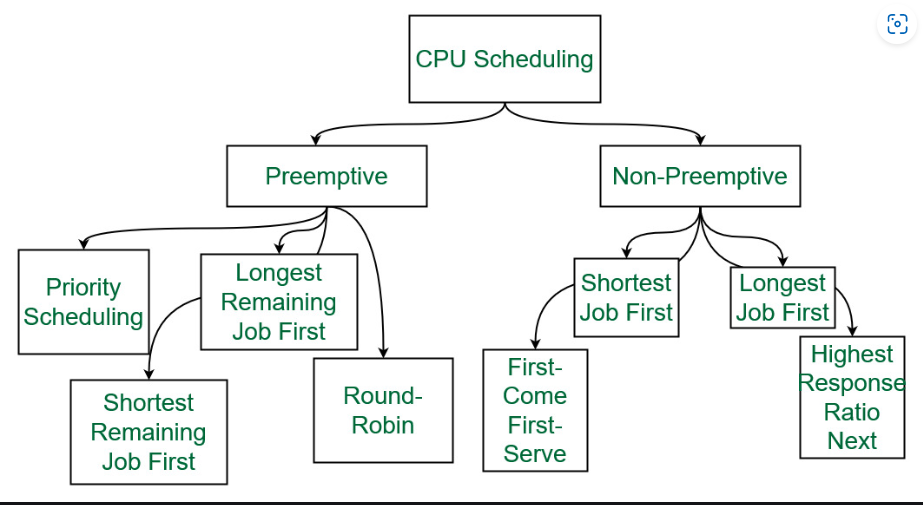 CPU Scheduling
Preemptive
Non-Preemptive
Priority
Scheduling
Longest
Remaining
Job First
Shortest
Remaining
Job First
Round-
Robin
Shortest
Job First
Longest
Job First
First-
Come
First-
Serve
Highest
Response
Ratio
Next